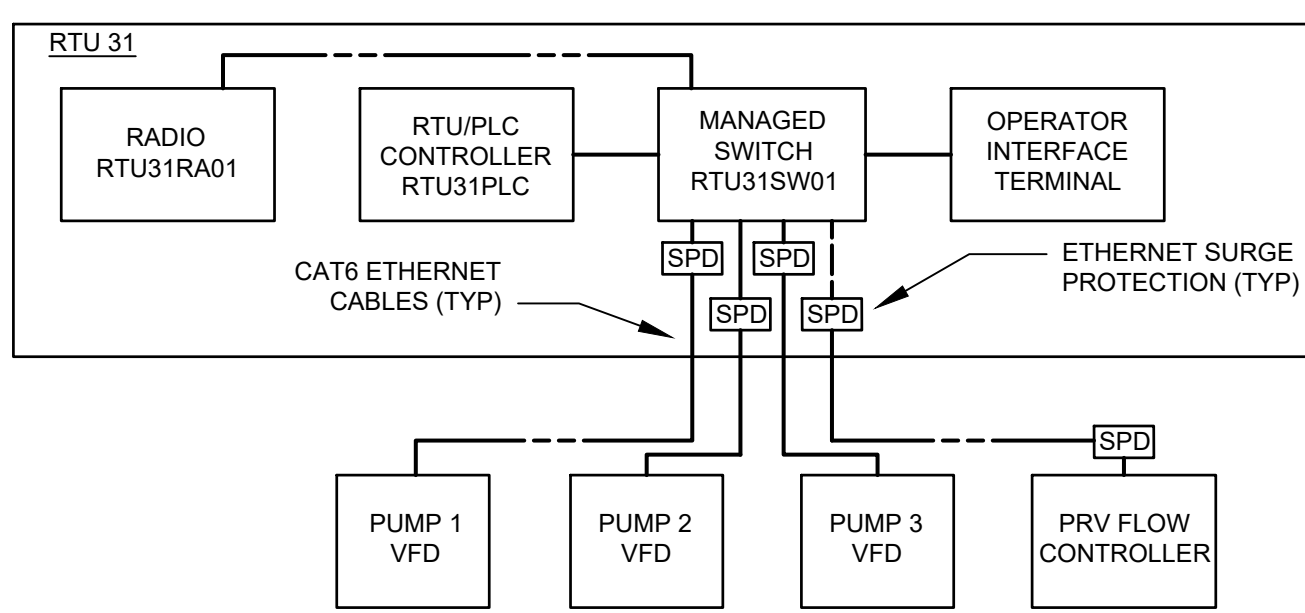 RTU 31
RADIO
RTU31RA01
RTU/PLC
CONTROLLER
RTU31PLC
MANAGED
SWITCH
RTU31SW01
OPERATOR
INTERFACE
TERMINAL
SPD
SPD
SPD
SPD
CAT6 ETHERNET
CABLES (TYP)
ETHERNET SURGE
PROTECTION (TYP)
SPD
PUMP 1
VFD
PUMP 2
VFD
PUMP 3
VFD
PRV FLOW
CONTROLLER